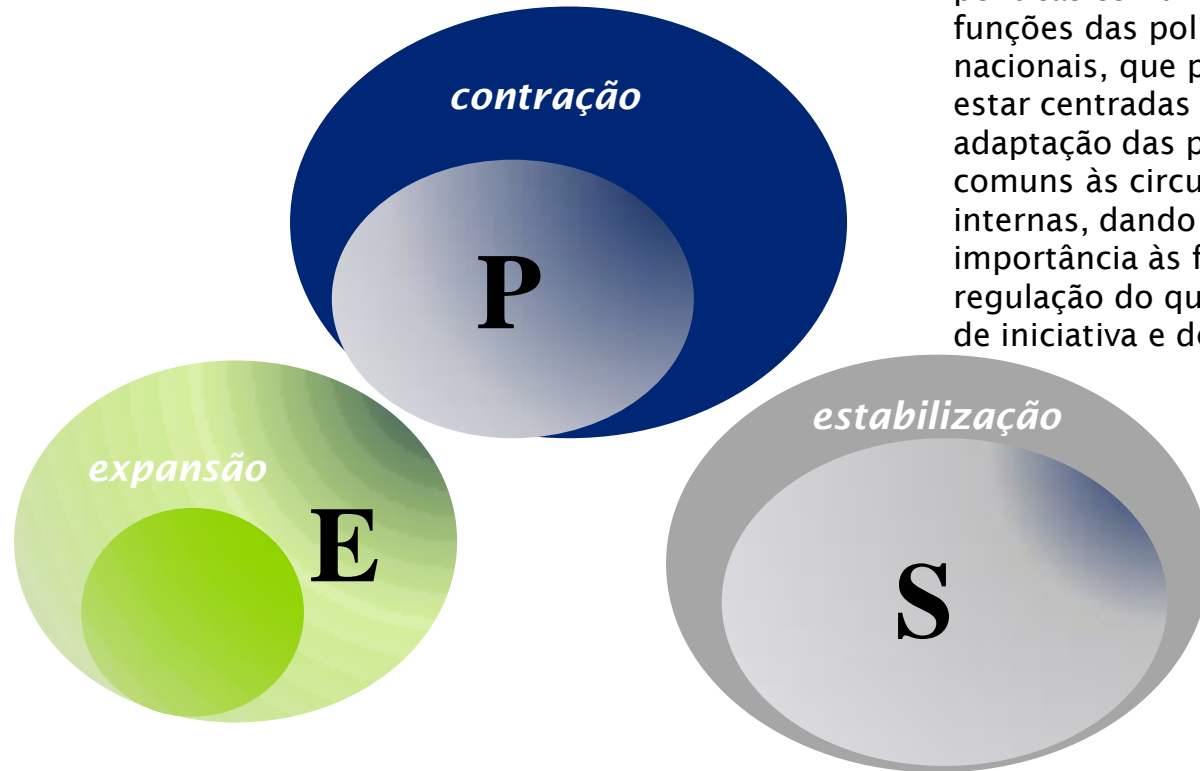 contração
P
expansão
E
estabilização
S
funções das pol
nacionais, que p
estar centradas
adaptação das p
comuns às circu
internas, dando
importância às f
regulação do qu
de iniciativa e de